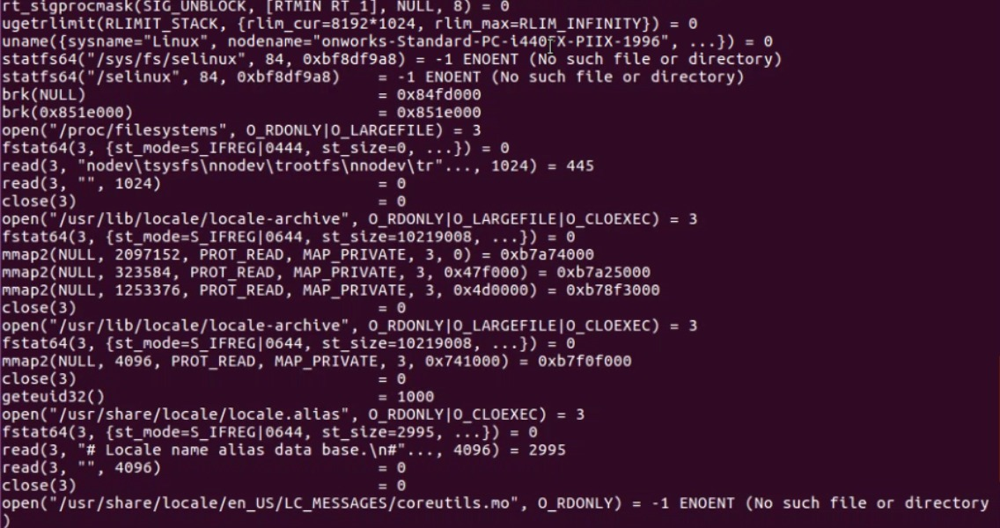 rt_sigprocmask(SIG_UNBLOCK, [RTMIN RT_1], NULL, 8) = 0
ugetrlimit(RLIMIT_STACK, {rlim_cur=8192*1024, rlim_max=RLIM_INFINITY}) = 0
uname({sysname="Linux", nodename="onworks-Standard-PC-i440FX-PIIX-1996", ...}) = 0
statfs64("/sys/fs/selinux", 84, 0xbf8df9a8) = -1 ENOENT (No such file or directory)
statfs64("/selinux", 84, 0xbf8df9a8)    = -1 ENOENT (No such file or directory)
brk(NULL)                               = 0x84fd000
brk(0x851e000)                          = 0x851e000
open("/proc/filesystems", O_RDONLY|O_LARGEFILE) = 3
fstat64(3, {st_mode=S_IFREG|0444, st_size=0, ...}) = 0
read(3, "nodev\tsysfs\nnodev\trootfs\nnodev\tr"..., 1024) = 445
read(3, "", 1024)                       = 0
close(3)                                = 0
open("/usr/lib/locale/locale-archive", O_RDONLY|O_LARGEFILE|O_CLOEXEC) = 3
fstat64(3, {st_mode=S_IFREG|0644, st_size=10219008, ...}) = 0
mmap2(NULL, 2097152, PROT_READ, MAP_PRIVATE, 3, 0) = 0xb7a74000
mmap2(NULL, 323584, PROT_READ, MAP_PRIVATE, 3, 0x47f000) = 0xb7a25000
mmap2(NULL, 1253376, PROT_READ, MAP_PRIVATE, 3, 0x4d0000) = 0xb78f3000
close(3)                                = 0
open("/usr/lib/locale/locale-archive", O_RDONLY|O_LARGEFILE|O_CLOEXEC) = 3
fstat64(3, {st_mode=S_IFREG|0644, st_size=10219008, ...}) = 0
mmap2(NULL, 4096, PROT_READ, MAP_PRIVATE, 3, 0x741000) = 0xb7f0f000
close(3)                                = 0
geteuid32()                             = 1000
open("/usr/share/locale/locale.alias", O_RDONLY|O_CLOEXEC) = 3
fstat64(3, {st_mode=S_IFREG|0644, st_size=2995, ...}) = 0
read(3, "# Locale name alias data base.\n#"..., 4096) = 2995
read(3, "", 4096)                       = 0
close(3)                                = 0
open("/usr/share/locale/en_US/LC_MESSAGES/coreutils.mo", O_RDONLY) = -1 ENOENT (No such file or directory
)